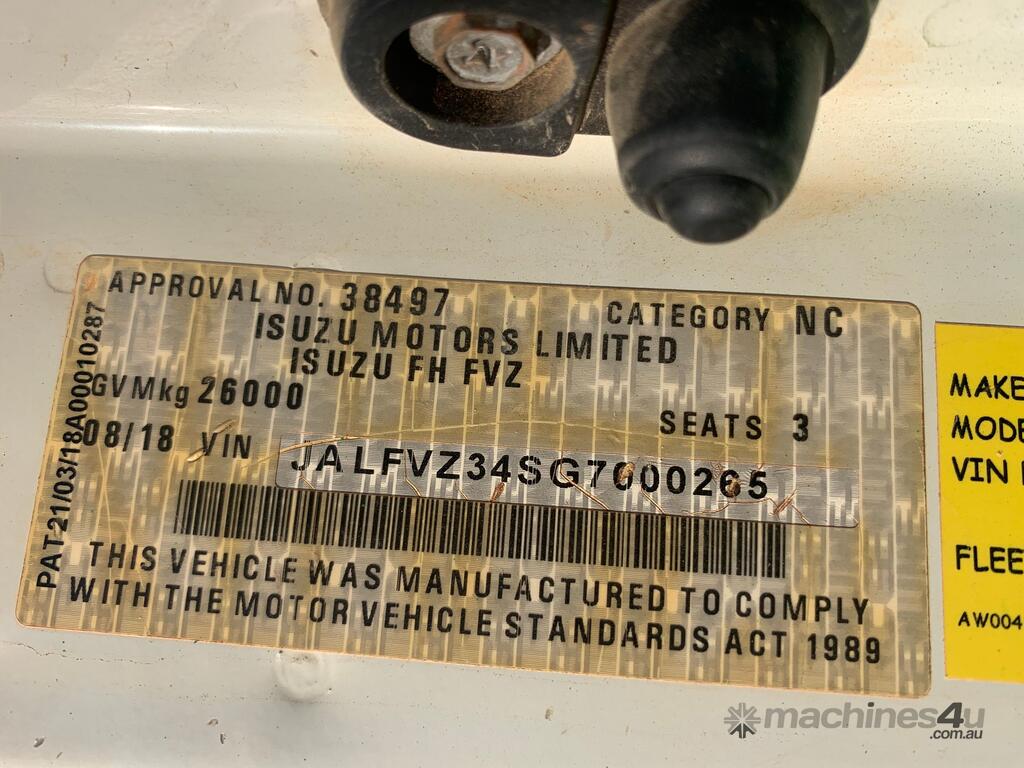 APPROVAL NO. 38497 CATEGORY NC
ISUZU MOTORS LIMITED
ISUZU FH FVZ
GVMkg 26000
SEATS 3
08/18 VIN JALFVZ34SG7000265
THIS VEHICLE WAS MANUFACTURED TO COMPLY
WITH THE MOTOR VEHICLE STANDARDS ACT 1989
PAT-21/03/18A00010287
MAKE
MODE
VIN
FLEE
AW004
machines4u
.com.au